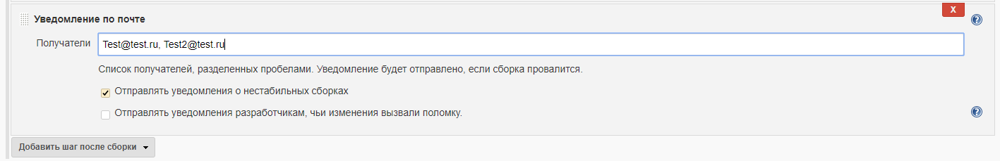 Уведомление по почте
X
?
Получатели
Test@test.ru, Test2@test.ru
Список получателей, разделенных пробелами. Уведомление будет отправлено, если сборка провалится.
Отправлять уведомления о нестабильных сборках
Отправлять уведомления разработчикам, чьи изменения вызвали поломку.
?
Добавить шаг после сборки